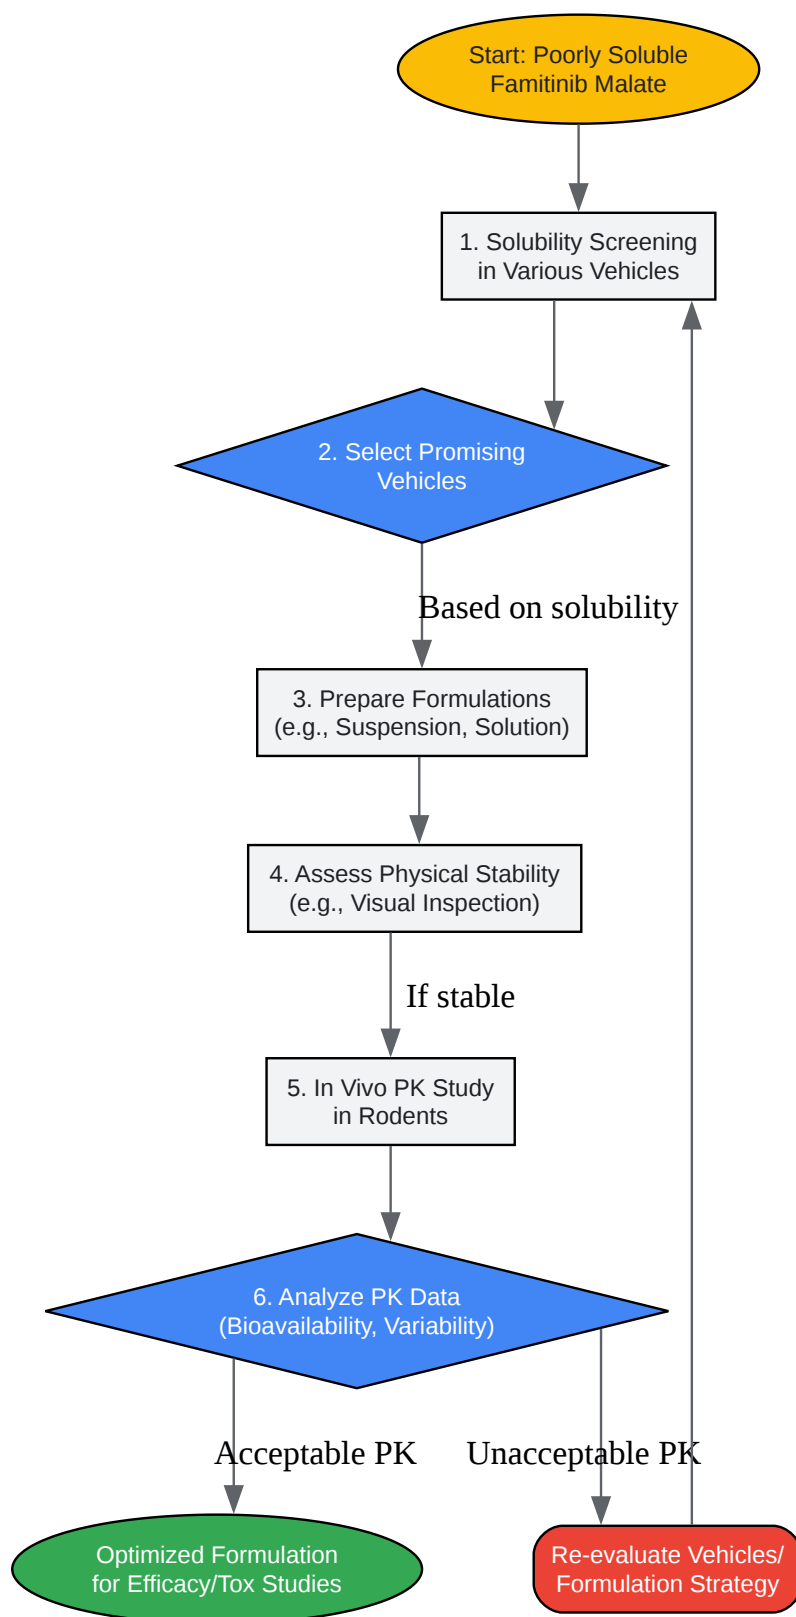 Start: Poorly Soluble
Famitinib Malate
1. Solubility Screening
in Various Vehicles
2. Select Promising
Vehicles
Based on solubility
3. Prepare Formulations
(e.g., Suspension, Solution)
4. Assess Physical Stability
(e.g., Visual Inspection)
If stable
5. In Vivo PK Study
in Rodents
6. Analyze PK Data
(Bioavailability, Variability)
Acceptable PK
Unacceptable PK
Optimized Formulation
for Efficacy/Tox Studies
Re-evaluate Vehicles/
Formulation Strategy